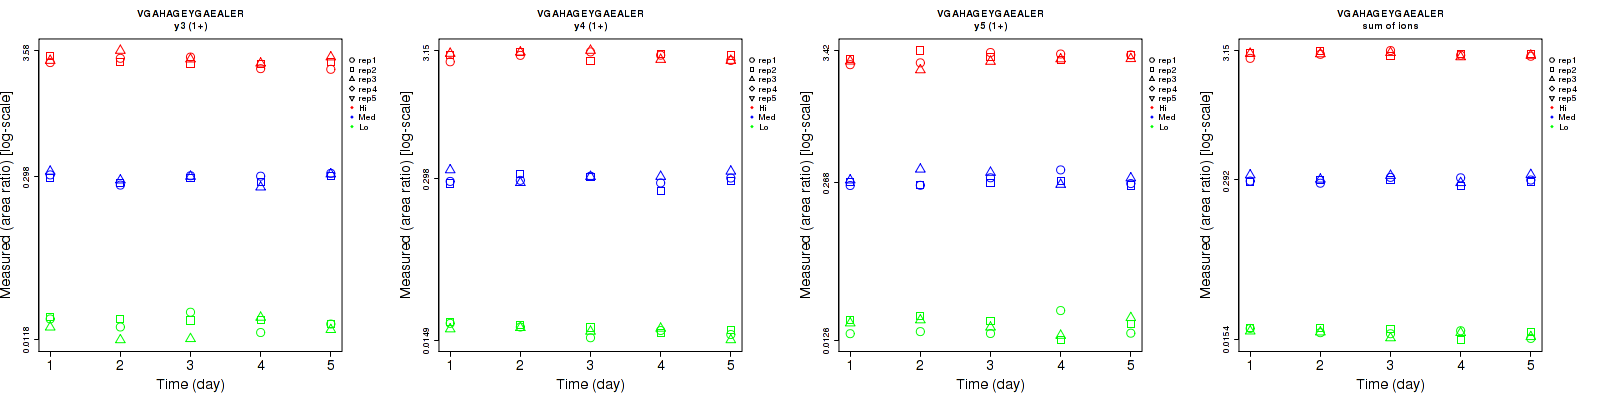 VGAHAGEYGAEALER
y3 (1+)
Measured (area ratio) [log-scale]
3.58
0.298
0.0118
1 2 3 4 5
Time (day)
rep1
rep2
rep3
rep4
rep5
Hi
Med
Lo
VGAHAGEYGAEALER
y4 (1+)
Measured (area ratio) [log-scale]
3.15
0.298
0.0149
1 2 3 4 5
Time (day)
rep1
rep2
rep3
rep4
rep5
Hi
Med
Lo
VGAHAGEYGAEALER
y5 (1+)
Measured (area ratio) [log-scale]
3.42
0.268
0.0126
1 2 3 4 5
Time (day)
rep1
rep2
rep3
rep4
rep5
Hi
Med
Lo
VGAHAGEYGAEALER
sum of ions
Measured (area ratio) [log-scale]
3.15
0.292
0.0154
1 2 3 4 5
Time (day)
rep1
rep2
rep3
rep4
rep5
Hi
Med
Lo